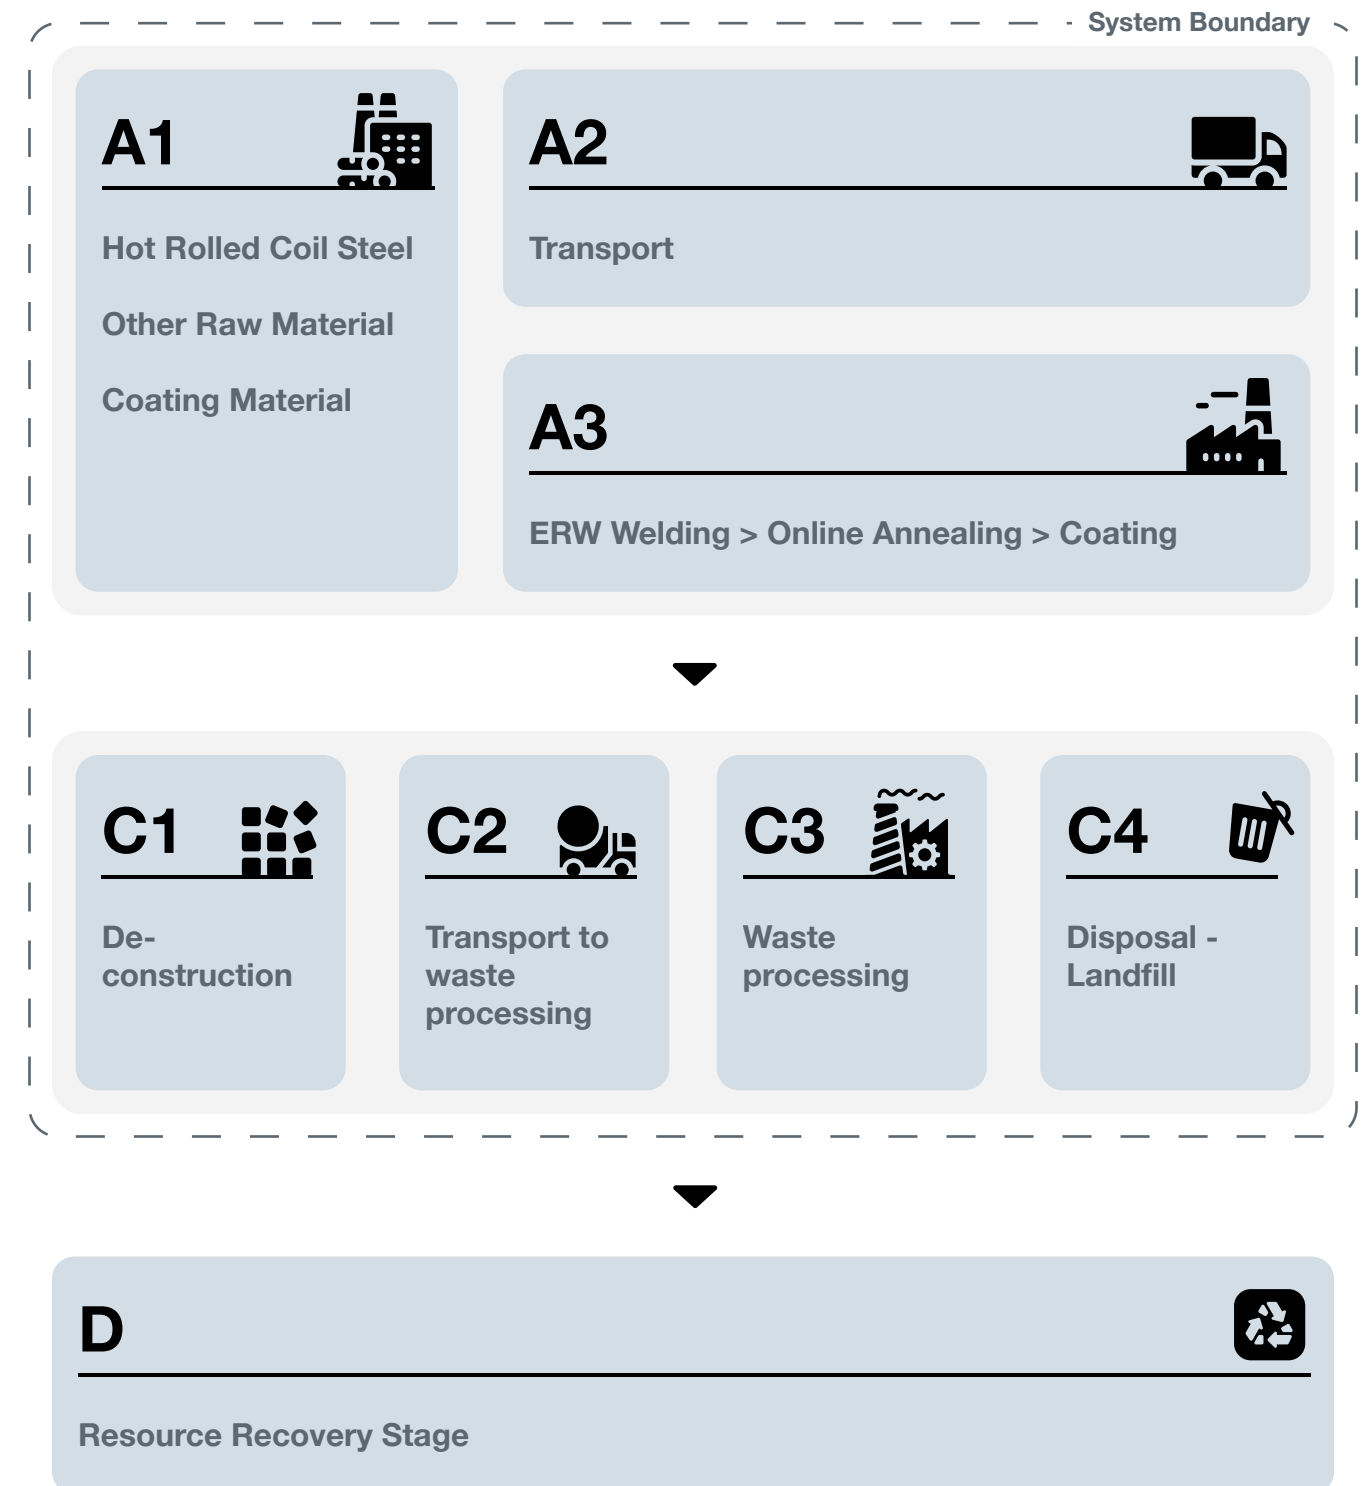 System Boundary
A1
Hot Rolled Coil Steel
Other Raw Material
Coating Material
A2
Transport
A3
ERW Welding > Online Annealing > Coating
C1
De-
construction
C2
Transport to
waste
processing
C3
Waste
processing
C4
Disposal -
Landfill
D
Resource Recovery Stage